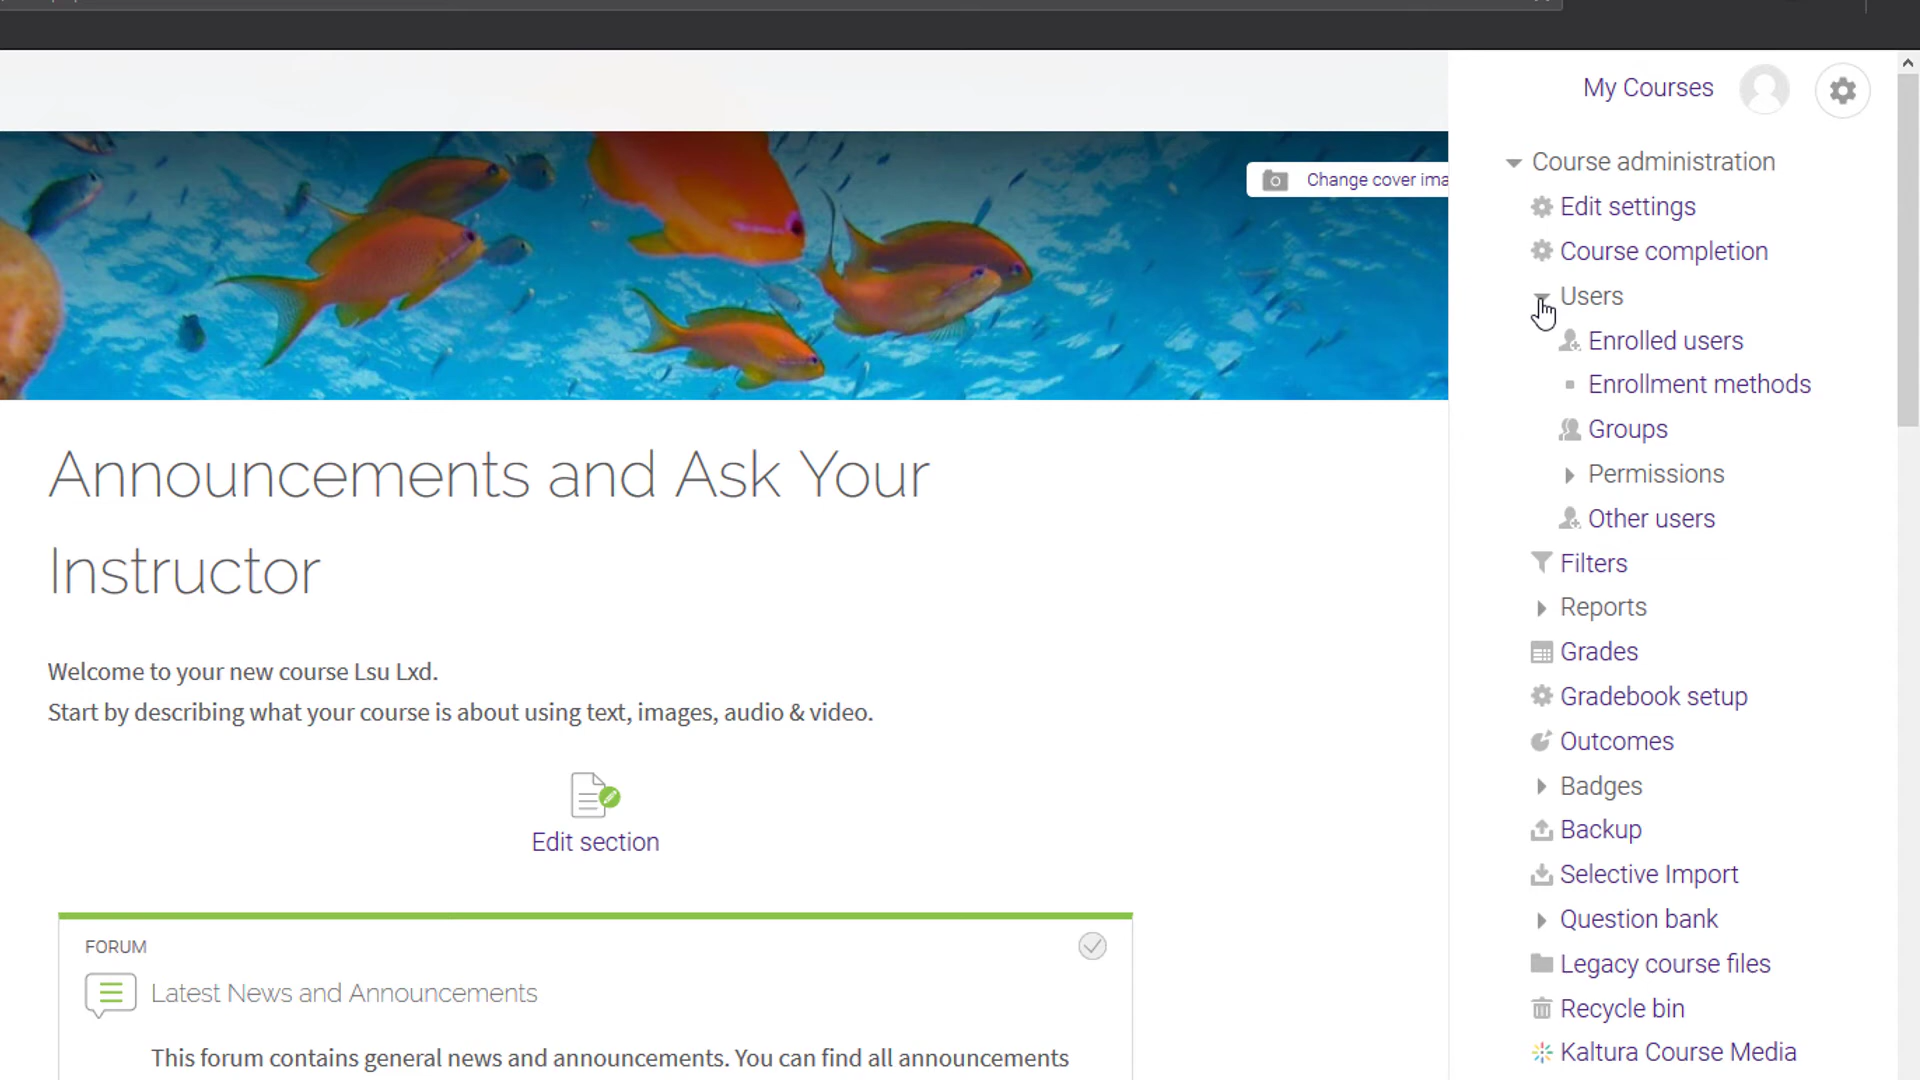 My Courses
Change cover ima
Announcements and Ask Your
Instructor
Welcome to your new course Lsu Lxd.
Start by describing what your course is about using text, images, audio & video.
Edit section
FORUM
Latest News and Announcements
This forum contains general news and announcements. You can find all announcements
Course administration
Edit settings
Course completion
Users
Enrolled users
Enrollment methods
Groups
Permissions
Other users
Filters
Reports
Grades
Gradebook setup
Outcomes
Badges
Backup
Selective Import
Question bank
Legacy course files
Recycle bin
Kaltura Course Media